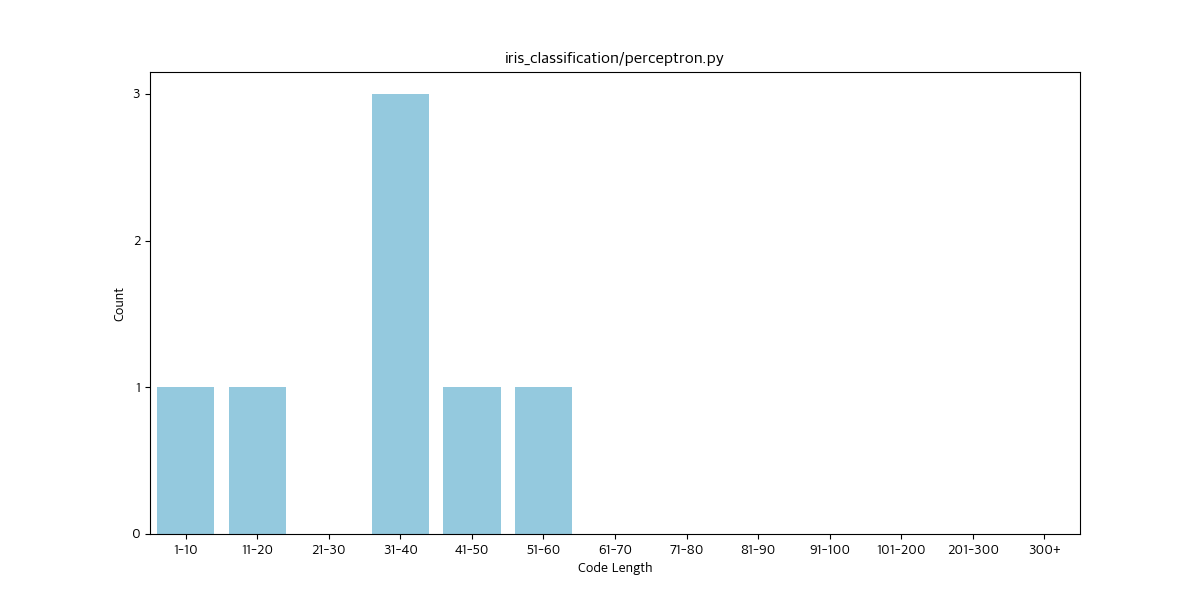 iris_classification/perceptron.py
3
2
1
0
Count
1-10 11-20 21-30 31-40 41-50 51-60 61-70 71-80 81-90 91-100 101-200 201-300 300+
Code Length